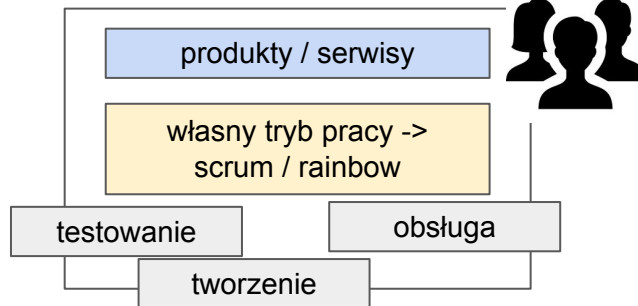 produkty / serwisy
własny tryb pracy ->
scrum / rainbow
testowanie
obsługa
tworzenie